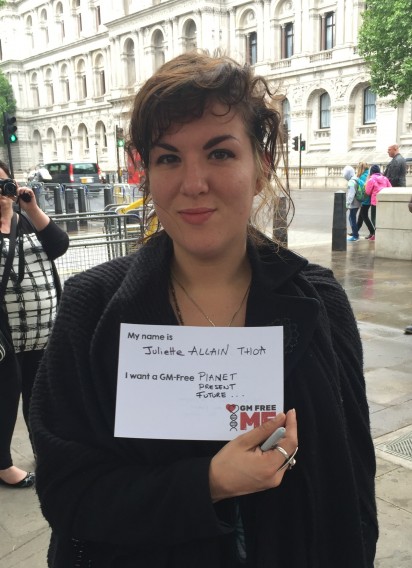 My name is
Juliette ALLAIN THOA
I want a GM-Free PlANET
PRESENT
FUTURE ...
GM FREE
ME